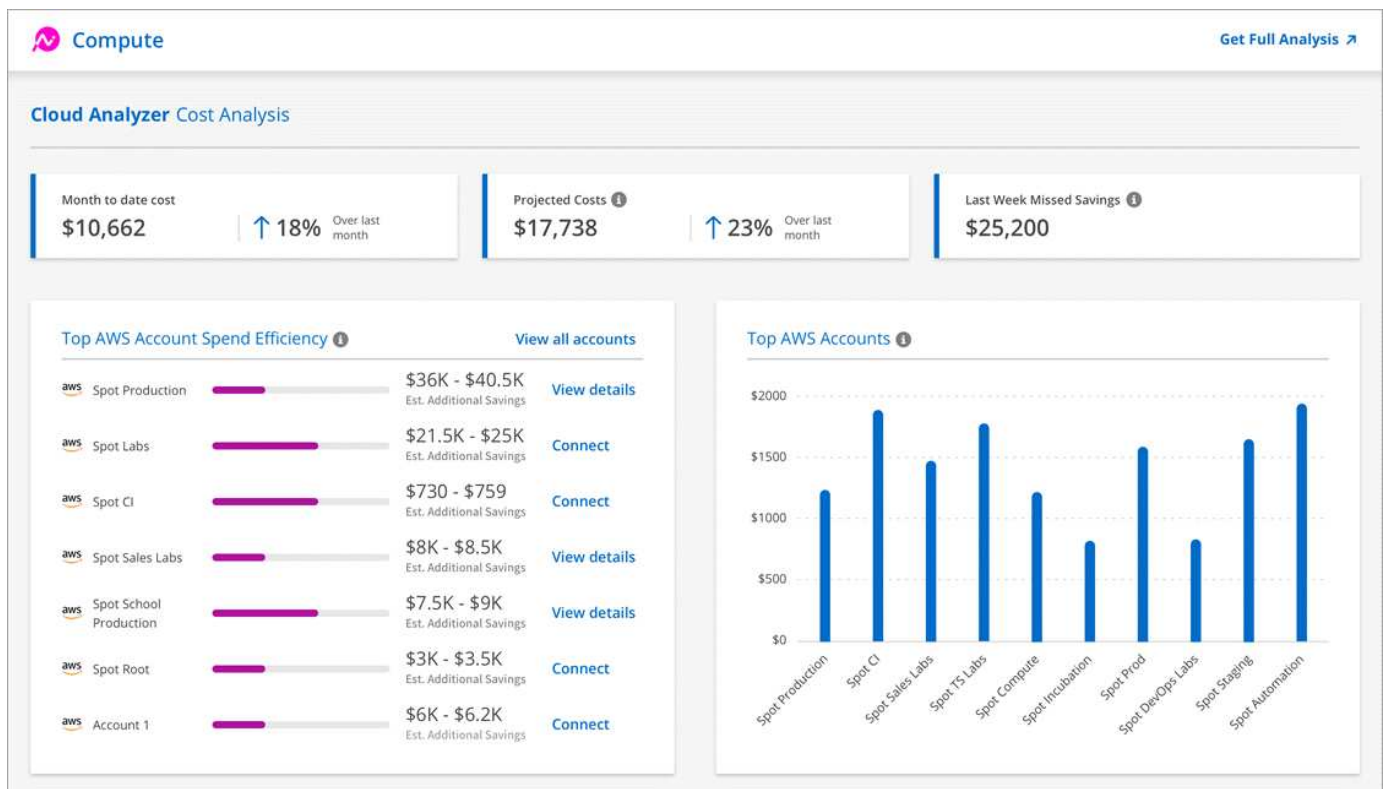 Compute
Get Full Analysis ↗
Cloud Analyzer Cost Analysis
Month to date cost
$10,662
↑ 18% Over last
month
Projected Costs
$17,738
↑ 23% Over last
month
Last Week Missed Savings
$25,200
Top AWS Account Spend Efficiency
View all accounts
aws Spot Production
$36K - $40.5K
Est. Additional Savings
View details
aws Spot Labs
$21.5K - $25K
Est. Additional Savings
Connect
aws Spot CI
$730 - $759
Est. Additional Savings
Connect
aws Spot Sales Labs
$8K - $8.5K
Est. Additional Savings
View details
aws Spot School
Production
$7.5K - $9K
Est. Additional Savings
View details
aws Spot Root
$3K - $3.5K
Est. Additional Savings
Connect
aws Account 1
$6K - $6.2K
Est. Additional Savings
Connect
Top AWS Accounts
$2000
$1500
$1000
$500
$0
Spot Production
Spot CI
Spot Sales Labs
Spot TS Labs
Spot Compute
Spot Incubation
Spot Prod
Spot DevOps Labs
Spot Staging
Spot Automation